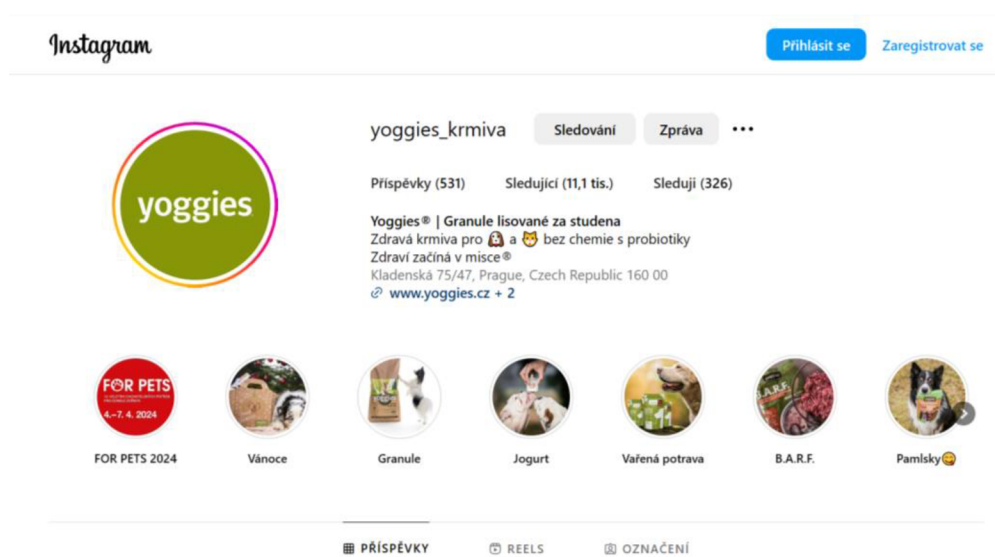 Instagram
Přihlásit se
Zaregistrovat se
yoggies
yoggies_krmiva
Sledování
Zpráva
Příspěvky (531)
Sledující (11,1 tis.)
Sleduji (326)
Yoggies® | Granule lisované za studena
Zdravá krmiva pro 🐶 a 🐱 bez chemie s probiotiky
Zdraví začíná v misce®
Kladenská 75/47, Prague, Czech Republic 160 00
www.yoggies.cz + 2
FOR PETS
4.–7. 4. 2024
B.A.R.F.
FOR PETS 2024
Vánoce
Granule
Jogurt
Vařená potrava
B.A.R.F.
Pamlsky😋
PŘÍSPĚVKY
REELS
OZNAČENÍ